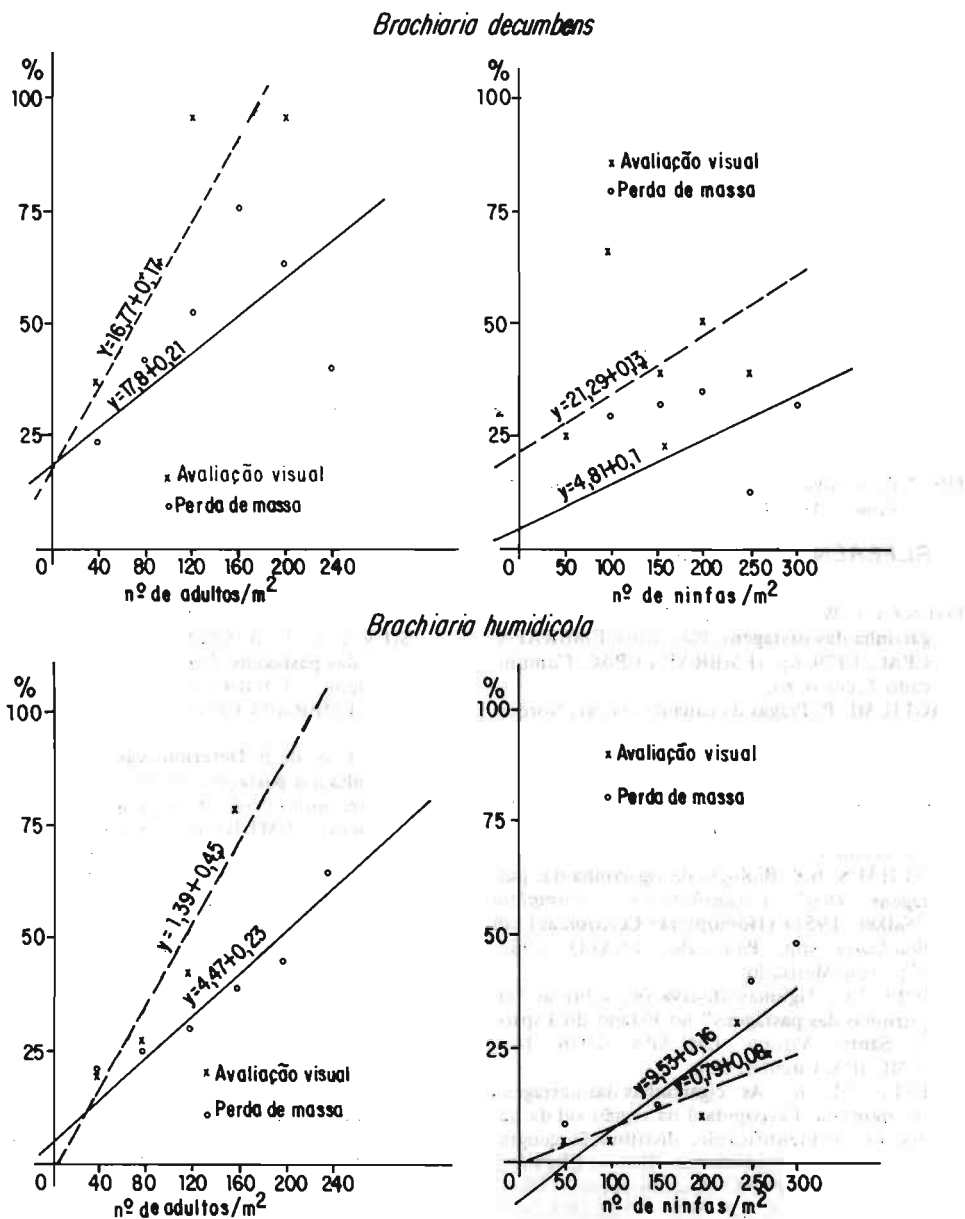 Brachiaria decumbens
%
100
75
50
25
Y=16,77+0,17
y=17,8+0,21
x Avaliação visual
o Perda de massa
0 40 80 120 160 200 240
nº de adultos/m²
%
100
75
50
25
x Avaliação visual
o Perda de massa
y=21,29+0,13
y=4,81+0,1
0 50 100 150 200 250 300
nº de ninfas/m²
Brachiaria humidicola
%
100
75
50
25
y=1,39+0,45
y=4,47+0,23
x Avaliação visual
o Perda de massa
0 40 80 120 160 200 240
nº de adultos/m²
%
100
75
50
25
x Avaliação visual
o Perda de massa
y=9,53+0,16
y=0,79+0,08
0 50 100 150 200 250 300
nº de ninfas/m²